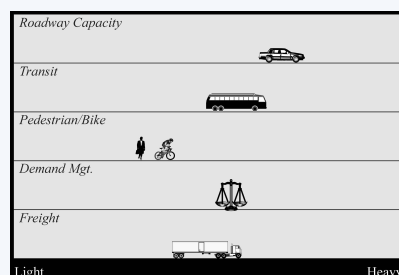 Roadway Capacity
Transit
Pedestrian/Bike
Demand Mgt.
Freight
Light Heavy